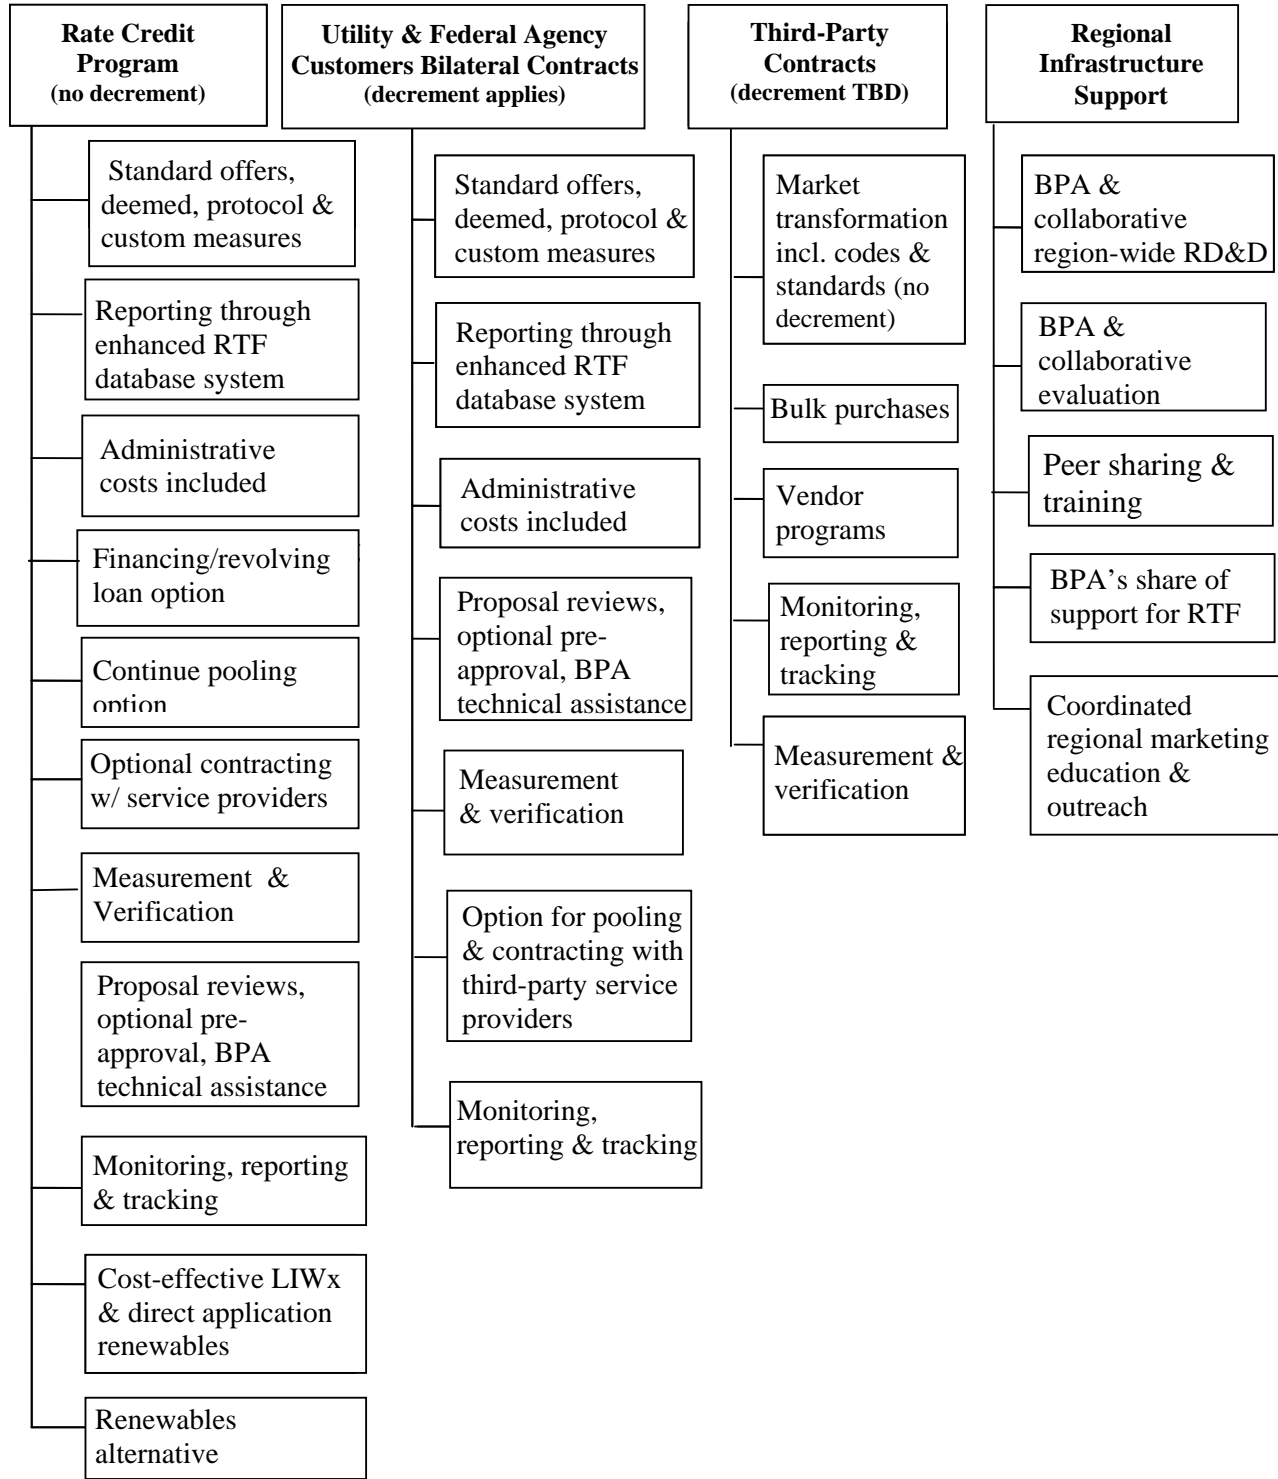 Rate Credit
Program
(no decrement)
Standard offers,
deemed, protocol &
custom measures
Reporting through
enhanced RTF
database system
Administrative
costs included
Financing/revolving
loan option
Continue pooling
option
Optional contracting
w/ service providers
Measurement &
Verification
Proposal reviews,
optional pre-
approval, BPA
technical assistance
Monitoring, reporting
& tracking
Cost-effective LIWx
& direct application
renewables
Renewables
alternative
Utility & Federal Agency
Customers Bilateral Contracts
(decrement applies)
Standard offers,
deemed, protocol &
custom measures
Reporting through
enhanced RTF
database system
Administrative
costs included
Proposal reviews,
optional pre-
approval, BPA
technical assistance
Measurement
& verification
Option for pooling
& contracting with
third-party service
providers
Monitoring,
reporting & tracking
Third-Party
Contracts
(decrement TBD)
Market
transformation
incl. codes &
standards (no
decrement)
Bulk purchases
Vendor
programs
Monitoring,
reporting &
tracking
Measurement &
verification
Regional
Infrastructure
Support
BPA &
collaborative
region-wide RD&D
BPA &
collaborative
evaluation
Peer sharing &
training
BPA’s share of
support for RTF
Coordinated
regional marketing
education &
outreach